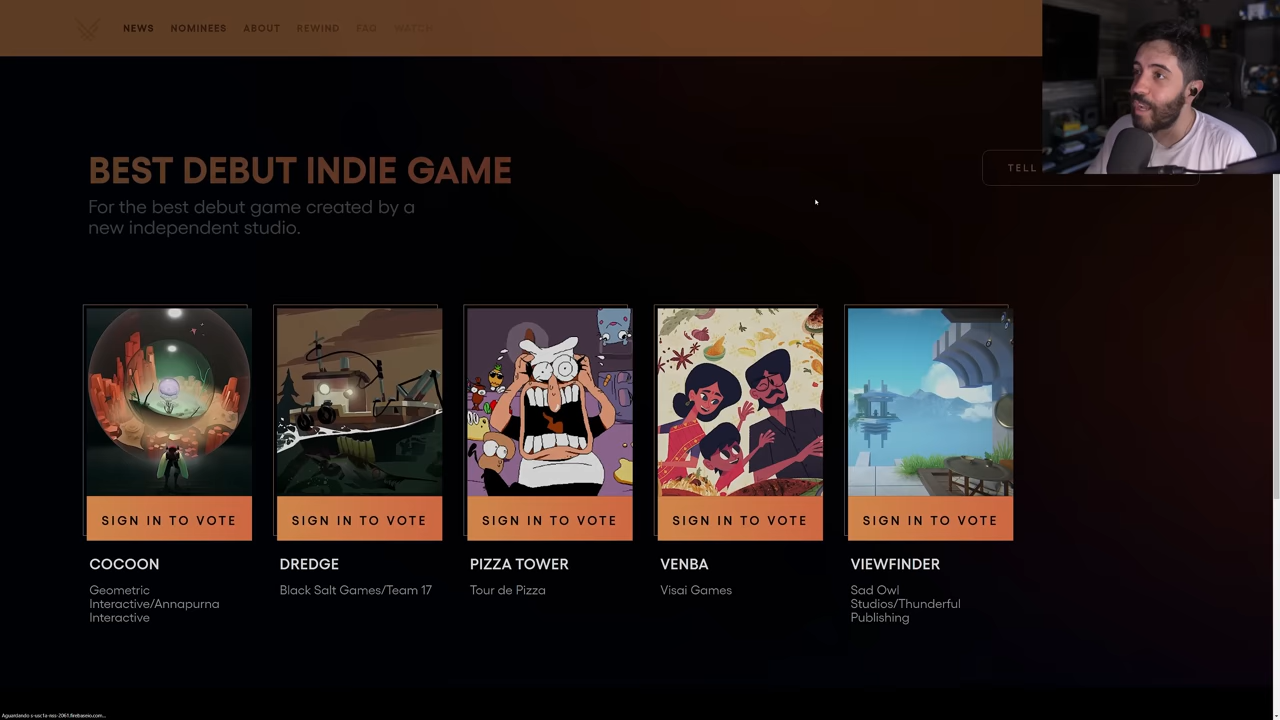 NEWS NOMINEES ABOUT REWIND FAQ WATCH
BEST DEBUT INDIE GAME
TELL
For the best debut game created by a
new independent studio.
SIGN IN TO VOTE SIGN IN TO VOTE SIGN IN TO VOTE SIGN IN TO VOTE SIGN IN TO VOTE
COCOON
Geometric
Interactive/Annapurna
Interactive
DREDGE
Black Salt Games/Team 17
PIZZA TOWER
Tour de Pizza
VENBA
Visai Games
VIEWFINDER
Sad Owl
Studios/Thunderful
Publishing
Aguardando